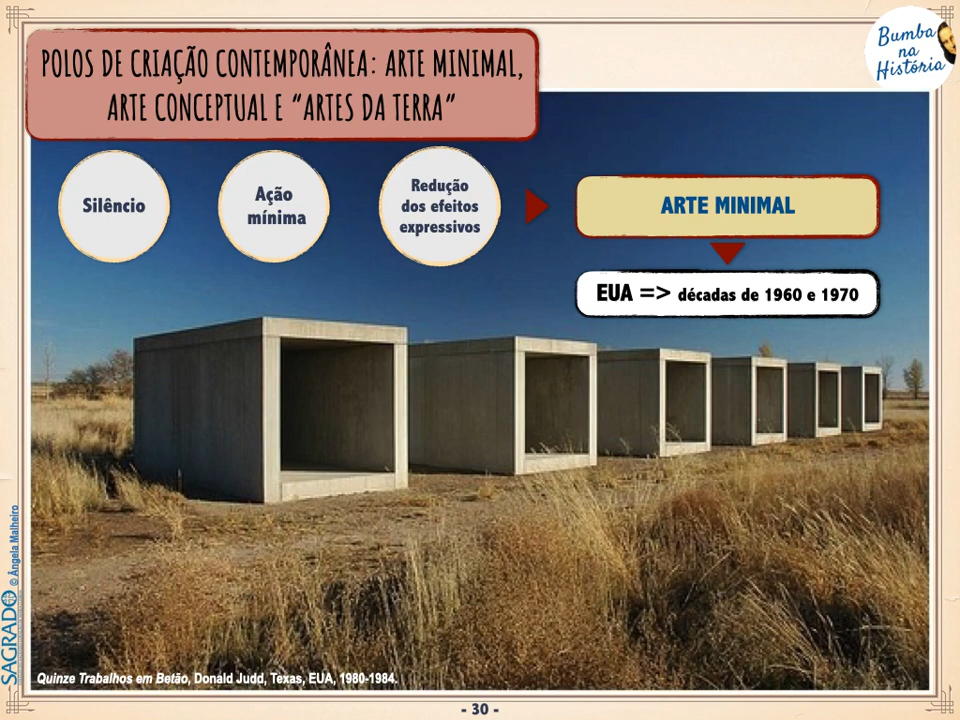 POLOS DE CRIAÇÃO CONTEMPORÂNEA: ARTE MINIMAL,
ARTE CONCEPTUAL E “ARTES DA TERRA”
Bumba
na
História
Silêncio
Ação
mínima
Redução
dos efeitos
expressivos
ARTE MINIMAL
EUA => décadas de 1960 e 1970
SAGRADO
© Ângela Malheiro
Quinze Trabalhos em Betão, Donald Judd, Texas, EUA, 1980-1984.
- 30 -